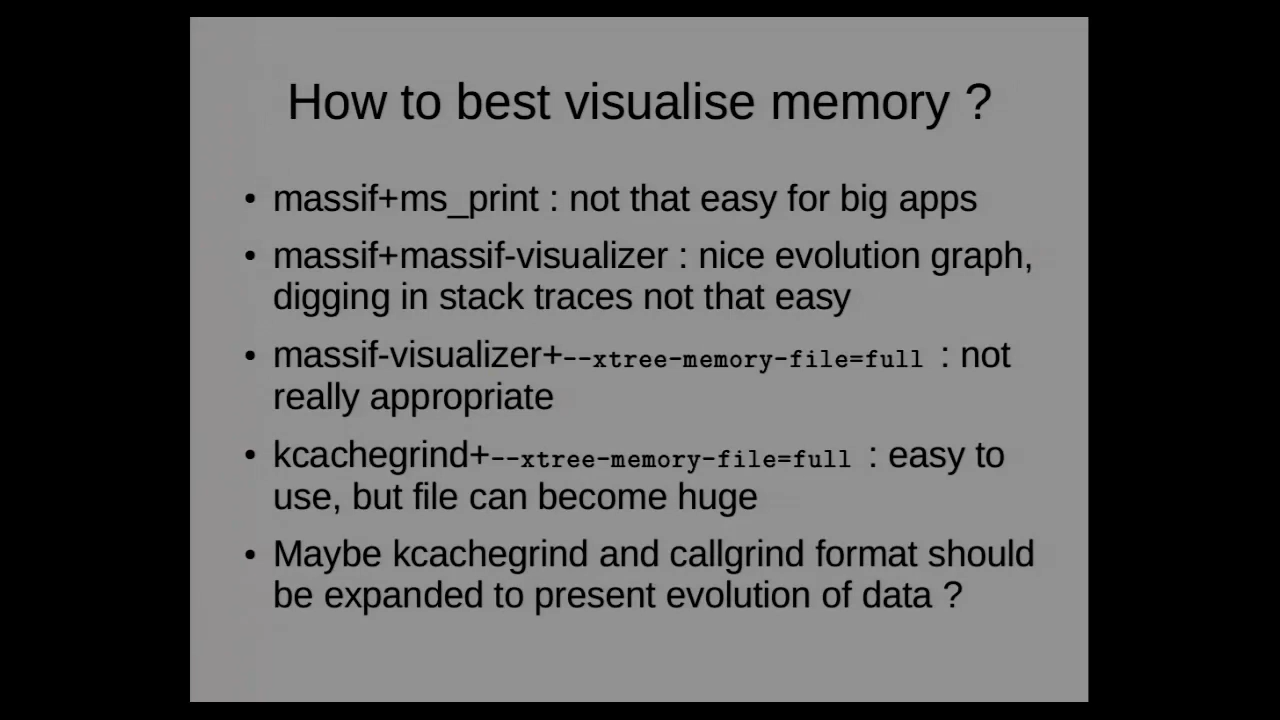 How to best visualise memory ?
• massif+ms_print : not that easy for big apps
• massif+massif-visualizer : nice evolution graph,
digging in stack traces not that easy
• massif-visualizer+--xtree-memory-file=full : not
really appropriate
• kcachegrind+--xtree-memory-file=full : easy to
use, but file can become huge
• Maybe kcachegrind and callgrind format should
be expanded to present evolution of data ?